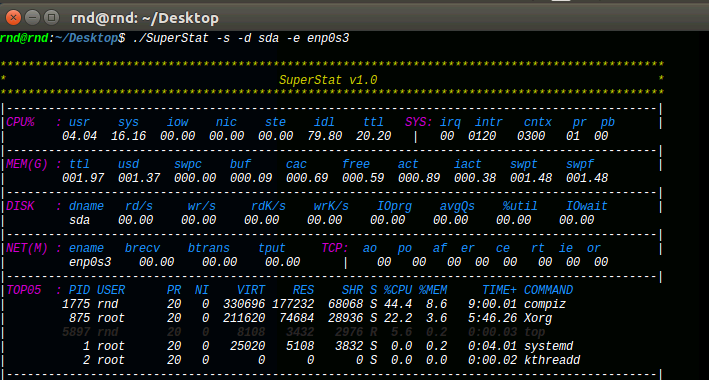 rnd@rnd: ~/Desktop
rnd@rnd:~/Desktop$ ./SuperStat -s -d sda -e enp0s3
***********************************************************************************************
* SuperStat v1.0 *
***********************************************************************************************
|---------------------------------------------------------------------------------------------|
|CPU% : usr sys iow nic ste idl ttl SYS: irq intr cntx pr pb |
| 04.04 16.16 00.00 00.00 00.00 79.80 20.20 | 00 0120 0300 01 00
|---------------------------------------------------------------------------------------------|
|MEM(G) : ttl usd swpc buf cac free act iact swpt swpf |
| 001.97 001.37 000.00 000.09 000.69 000.59 000.89 000.38 001.48 001.48
|---------------------------------------------------------------------------------------------|
|DISK : dname rd/s wr/s rdK/s wrK/s IOprg avgQs %util IOwait |
| sda 00.00 00.00 00.00 00.00 00.00 00.00 00.00 00.00
|---------------------------------------------------------------------------------------------|
|NET(M) : ename brecv btrans tput TCP: ao po af er ce rt ie or |
| enp0s3 00.00 00.00 00.00 | 00 00 00 00 00 00 00 00
|---------------------------------------------------------------------------------------------|
|TOP05 : PID USER PR NI VIRT RES SHR S %CPU %MEM TIME+ COMMAND
| 1775 rnd 20 0 330696 177232 68068 S 44.4 8.6 9:00.01 compiz
| 875 root 20 0 211620 74684 28936 S 22.2 3.6 5:46.26 Xorg
5897 rnd 20 0 8108 3432 2976 R 5.6 0.2 0:00.03 top
| 1 root 20 0 25020 5108 3832 S 0.0 0.2 0:04.01 systemd
| 2 root 20 0 0 0 0 S 0.0 0.0 0:00.02 kthreadd
|---------------------------------------------------------------------------------------------|